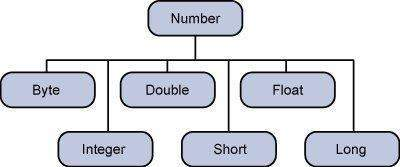 Number
Byte
Double
Float
Integer
Short
Long